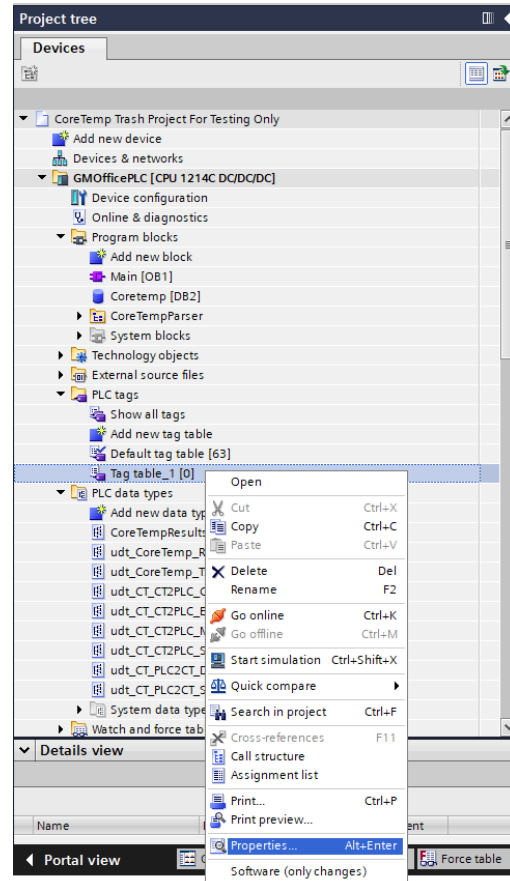 Project tree
Devices
CoreTemp Trash Project For Testing Only
Add new device
Devices & networks
GMOfficePLC [CPU 1214C DC/DC/DC]
Device configuration
Online & diagnostics
Program blocks
Add new block
Main [OB1]
Coretemp [DB2]
CoreTempParser
System blocks
Technology objects
External source files
PLC tags
Show all tags
Add new tag table
Default tag table [63]
Tag table_1 [0]
PLC data types
Add new data typ
CoreTempResults
udt_CoreTemp_R
udt_CoreTemp_T
udt_CT_CT2PLC_C
udt_CT_CT2PLC_E
udt_CT_CT2PLC_M
udt_CT_CT2PLC_S
udt_CT_PLC2CT_D
udt_CT_PLC2CT_S
System data type
Watch and force tab
Open
Cut Ctrl+X
Copy Ctrl+C
Paste Ctrl+V
Delete Del
Rename F2
Go online Ctrl+K
Go offline Ctrl+M
Start simulation Ctrl+Shift+X
Quick compare
Search in project Ctrl+F
Cross-references F11
Call structure
Assignment list
Print... Ctrl+P
Print preview...
Properties... Alt+Enter
Software (only changes)
Details view
Name ent
Portal view Force table